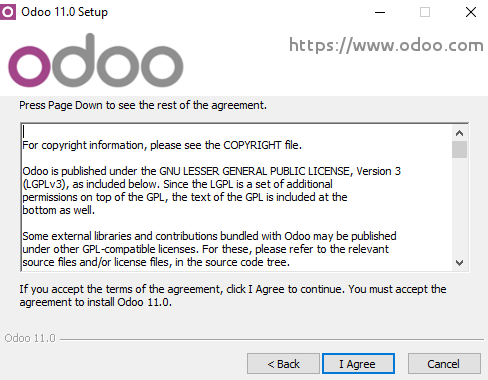 Odoo 11.0 Setup
odoo
https://www.odoo.com
Press Page Down to see the rest of the agreement.
For copyright information, please see the COPYRIGHT file.
Odoo is published under the GNU LESSER GENERAL PUBLIC LICENSE, Version 3
(LGPLv3), as included below. Since the LGPL is a set of additional
permissions on top of the GPL, the text of the GPL is included at the
bottom as well.
Some external libraries and contributions bundled with Odoo may be published
under other GPL-compatible licenses. For these, please refer to the relevant
source files and/or license files, in the source code tree.
If you accept the terms of the agreement, click I Agree to continue. You must accept the
agreement to install Odoo 11.0.
Odoo 11.0
< Back
I Agree
Cancel